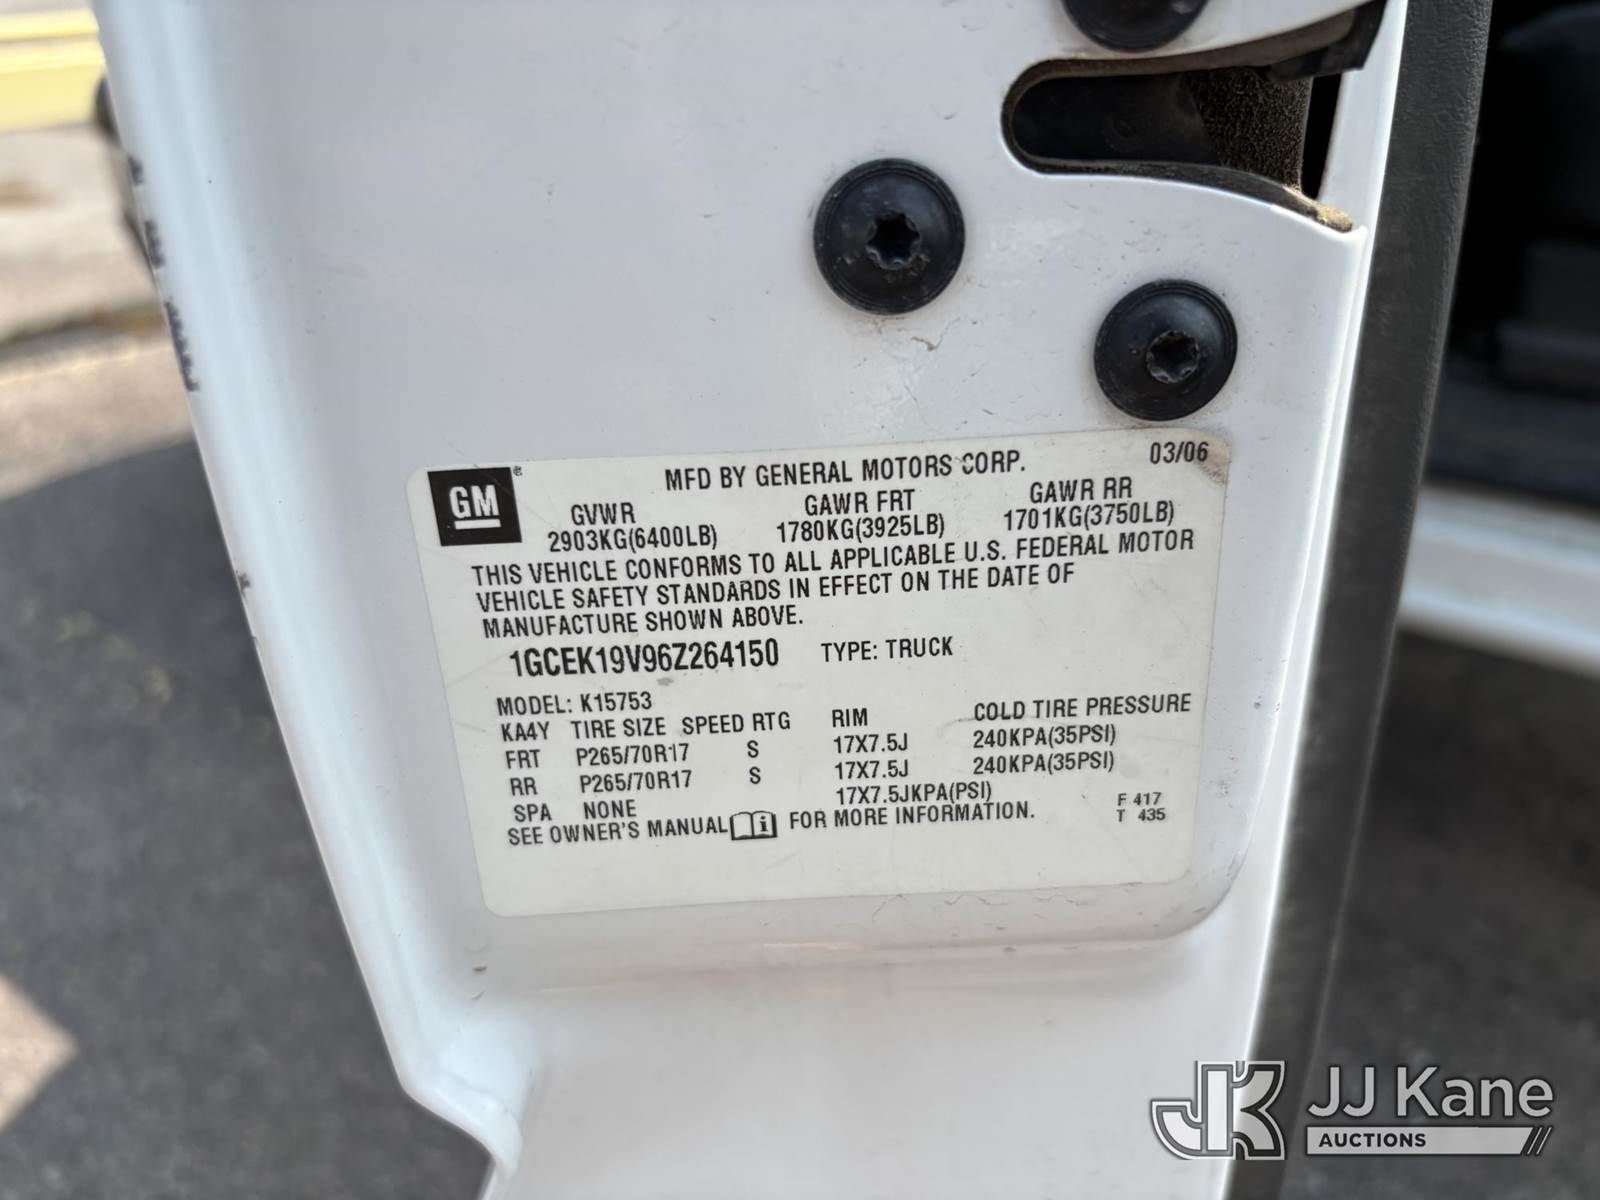 GM®
MFD BY GENERAL MOTORS CORP. 03/06
GVWR GAWR FRT GAWR RR
2903KG(6400LB) 1780KG(3925LB) 1701KG(3750LB)
THIS VEHICLE CONFORMS TO ALL APPLICABLE U.S. FEDERAL MOTOR
VEHICLE SAFETY STANDARDS IN EFFECT ON THE DATE OF
MANUFACTURE SHOWN ABOVE.
1GCEK19V96Z264150 TYPE: TRUCK
MODEL: K15753
KA4Y TIRE SIZE SPEED RTG RIM COLD TIRE PRESSURE
FRT P265/70R17 S 17X7.5J 240KPA(35PSI)
RR P265/70R17 S 17X7.5J 240KPA(35PSI)
SPA NONE 17X7.5JKPA(PSI)
SEE OWNER'S MANUAL i FOR MORE INFORMATION.
F 417
T 435
JK JJ Kane
AUCTIONS